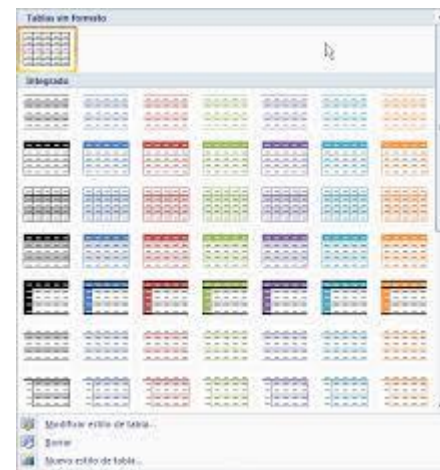 Tablas sin formato
Integrado
Modificar estilo de tabla...
Borrar
Nuevo estilo de tabla...